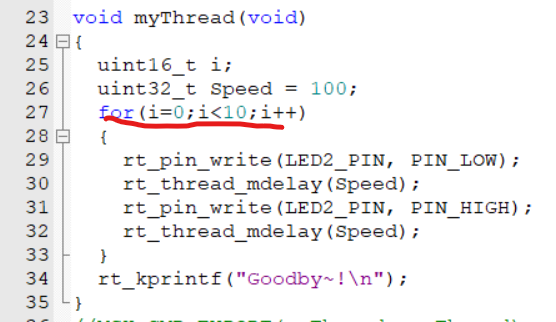 23 void myThread(void)
24 {
25 uint16_t i;
26 uint32_t Speed = 100;
27 for(i=0;i<10;i++)
28 {
29 rt_pin_write(LED2_PIN, PIN_LOW);
30 rt_thread_mdelay(Speed);
31 rt_pin_write(LED2_PIN, PIN_HIGH);
32 rt_thread_mdelay(Speed);
33 }
34 rt_kprintf("Goodby~!\n");
35 }